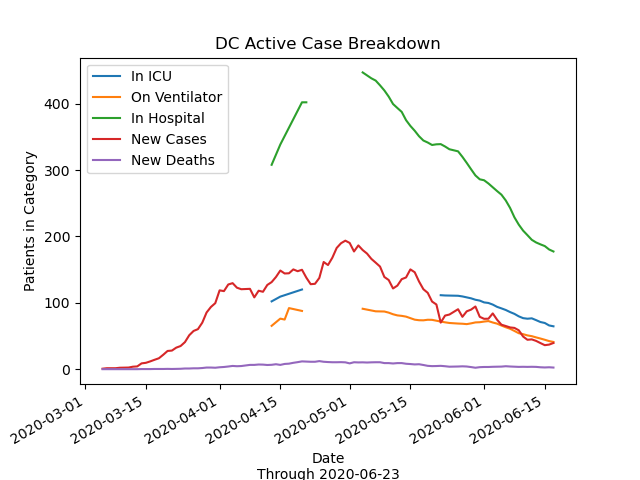 DC Active Case Breakdown
In ICU
On Ventilator
In Hospital
New Cases
New Deaths
Patients in Category
400
300
200
100
0
2020-03-01
2020-03-15
2020-04-01
2020-04-15
2020-05-01
2020-05-15
2020-06-01
2020-06-15
Date
Through 2020-06-23